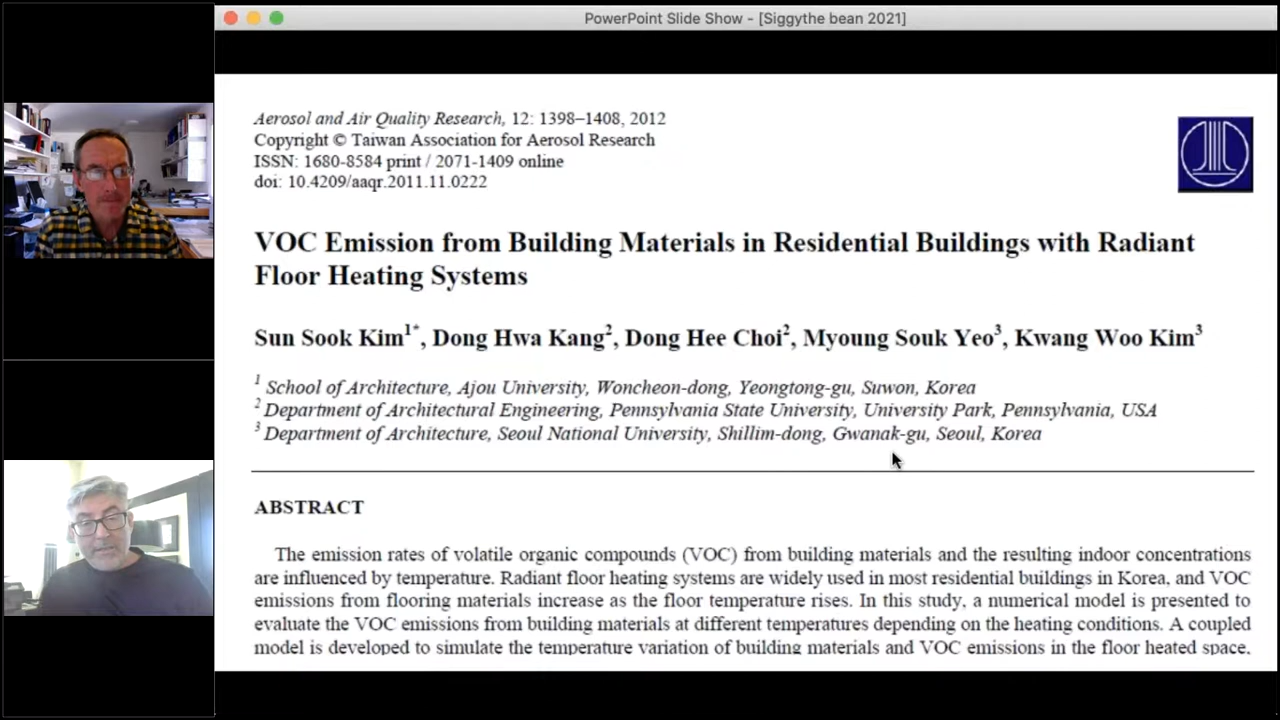 PowerPoint Slide Show - [Siggythe bean 2021]
Aerosol and Air Quality Research, 12: 1398–1408, 2012
Copyright © Taiwan Association for Aerosol Research
ISSN: 1680-8584 print / 2071-1409 online
doi: 10.4209/aaqr.2011.11.0222
VOC Emission from Building Materials in Residential Buildings with Radiant
Floor Heating Systems
Sun Sook Kim1*, Dong Hwa Kang2, Dong Hee Choi2, Myoung Souk Yeo3, Kwang Woo Kim3
1 School of Architecture, Ajou University, Woncheon-dong, Yeongtong-gu, Suwon, Korea
2 Department of Architectural Engineering, Pennsylvania State University, University Park, Pennsylvania, USA
3 Department of Architecture, Seoul National University, Shillim-dong, Gwanak-gu, Seoul, Korea
ABSTRACT
The emission rates of volatile organic compounds (VOC) from building materials and the resulting indoor concentrations
are influenced by temperature. Radiant floor heating systems are widely used in most residential buildings in Korea, and VOC
emissions from flooring materials increase as the floor temperature rises. In this study, a numerical model is presented to
evaluate the VOC emissions from building materials at different temperatures depending on the heating conditions. A coupled
model is developed to simulate the temperature variation of building materials and VOC emissions in the floor heated space.